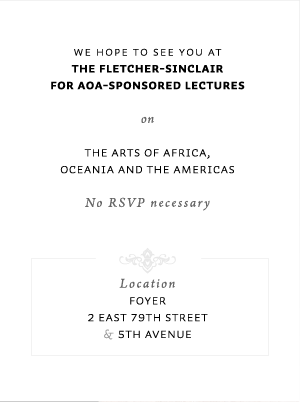 WE HOPE TO SEE YOU AT
THE FLETCHER-SINCLAIR
FOR AOA-SPONSORED LECTURES
on
THE ARTS OF AFRICA,
OCEANIA AND THE AMERICAS
No RSVP necessary
Location
FOYER
2 EAST 79TH STREET
& 5TH AVENUE